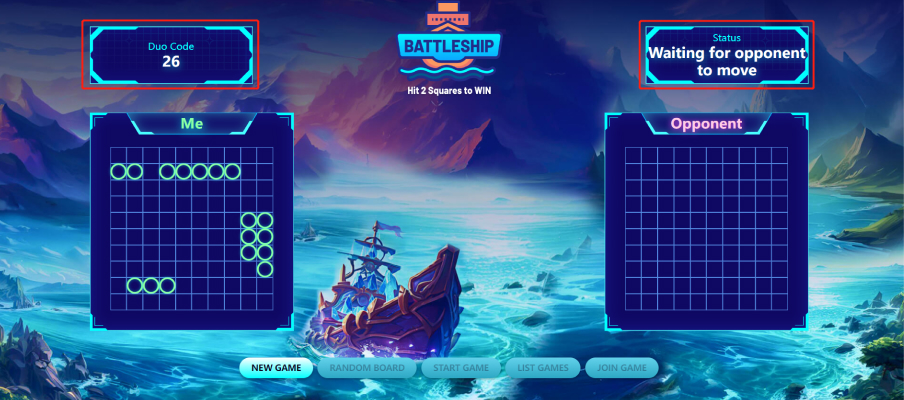 Duo Code
26
BATTLESHIP
Hit 2 Squares to WIN
Status
Waiting for opponent
to move
Me
Opponent
NEW GAME
RANDOM BOARD
START GAME
LIST GAMES
JOIN GAME